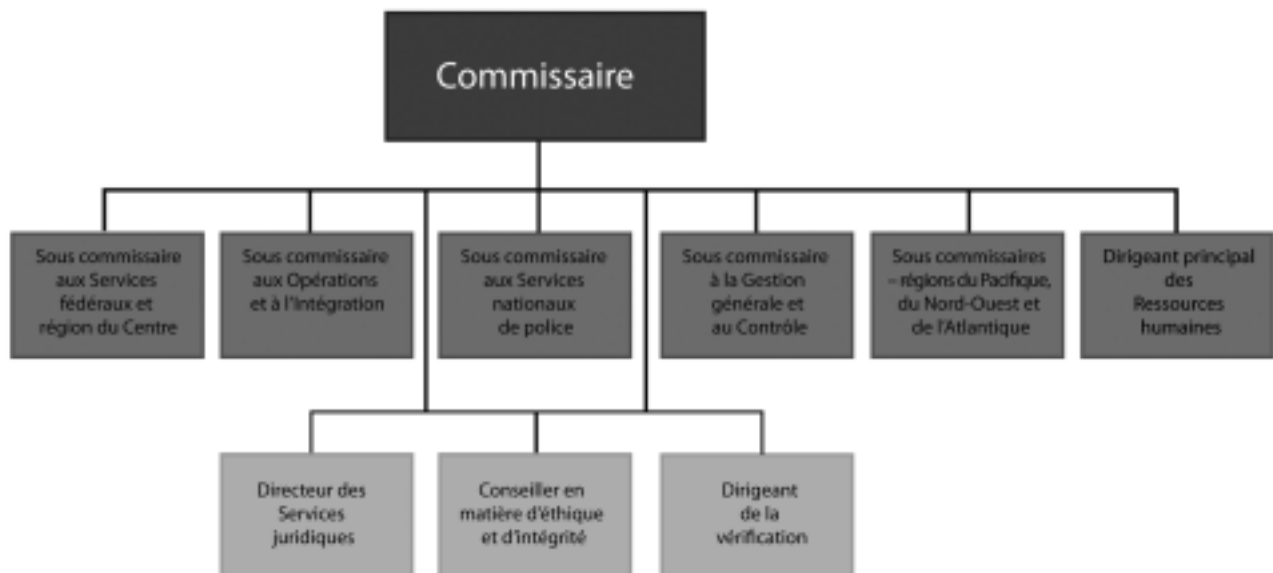 Commissaire
Sous commissaire
aux Services
fédéraux et
région du Centre
Sous commissaire
aux Opérations
et à l'Intégration
Sous commissaire
aux Services
nationaux
de police
Sous commissaire
à la Gestion
générale et
au Contrôle
Sous commissaires
– régions du Pacifique,
du Nord-Ouest et
de l'Atlantique
Dirigeant principal
des
Ressources
humaines
Directeur des
Services
juridiques
Conseiller en
matière d'éthique
et d'intégrité
Dirigeant
de la
vérification